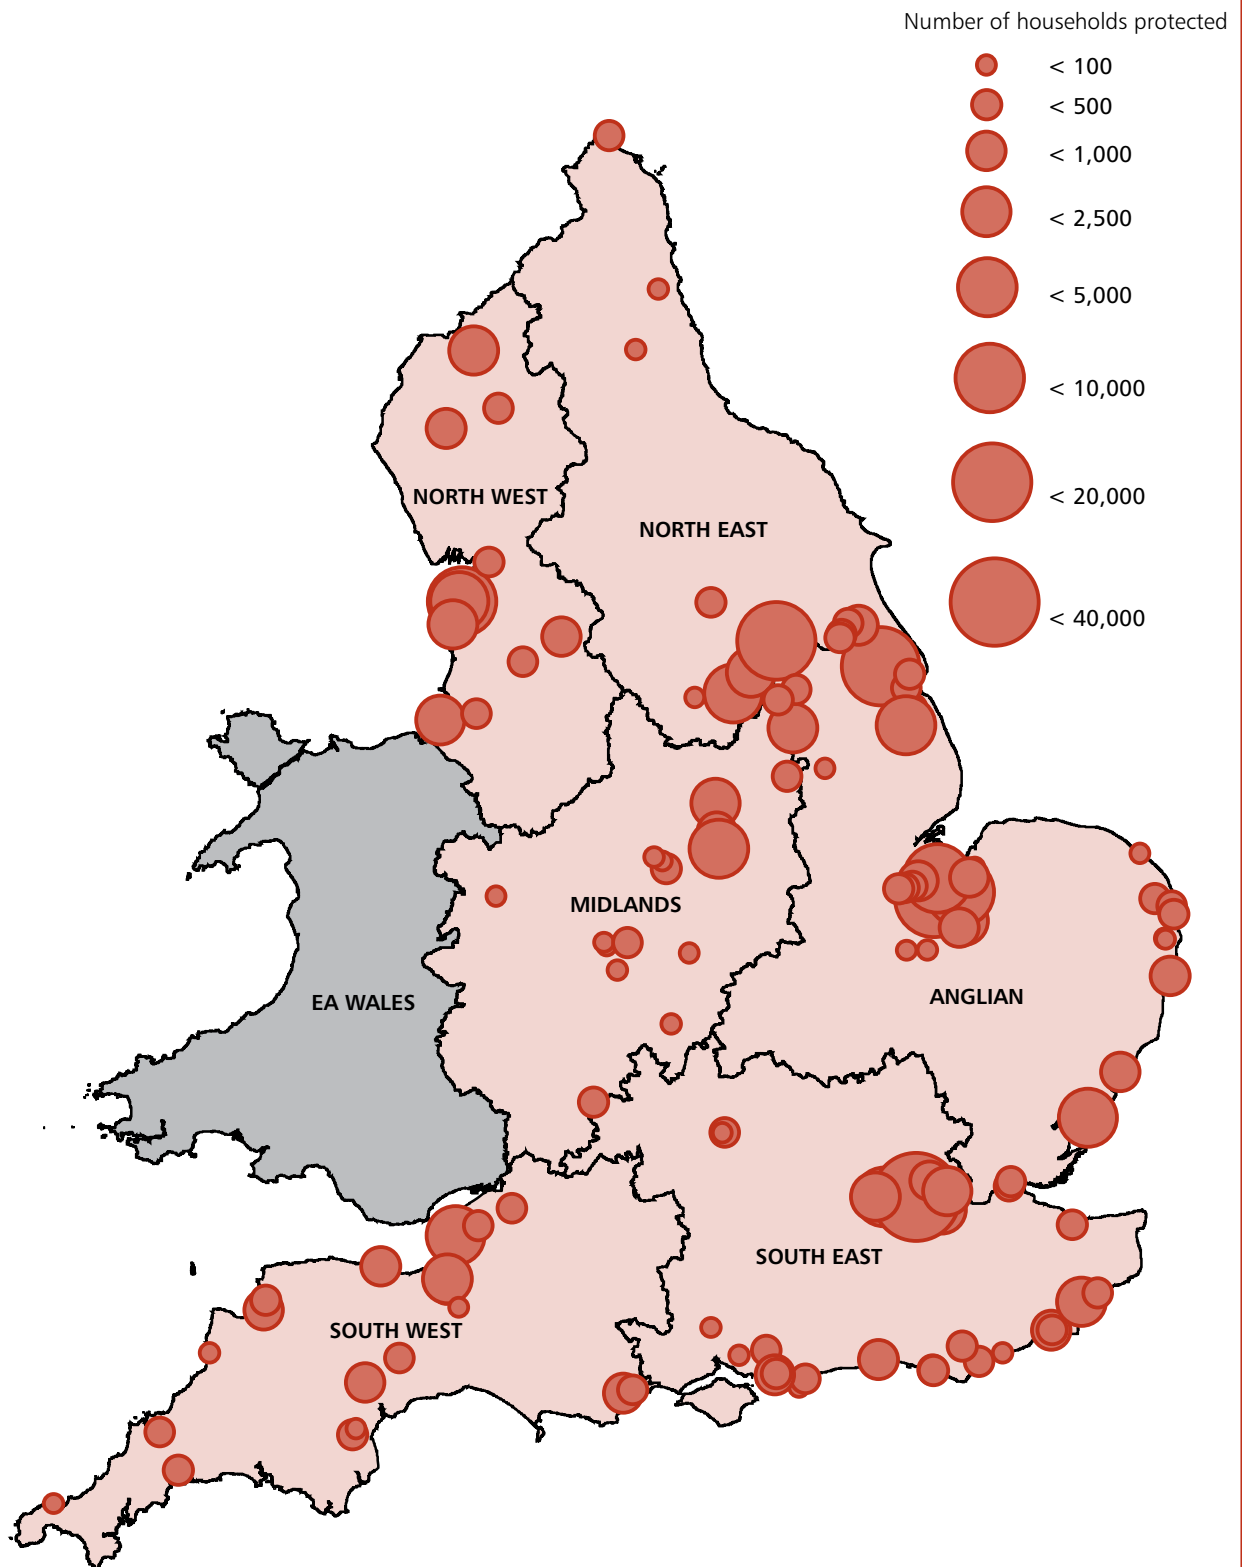 Number of households protected
< 100
< 500
< 1,000
< 2,500
< 5,000
< 10,000
< 20,000
< 40,000
NORTH WEST
NORTH EAST
MIDLANDS
EA WALES
ANGLIAN
SOUTH EAST
SOUTH WEST